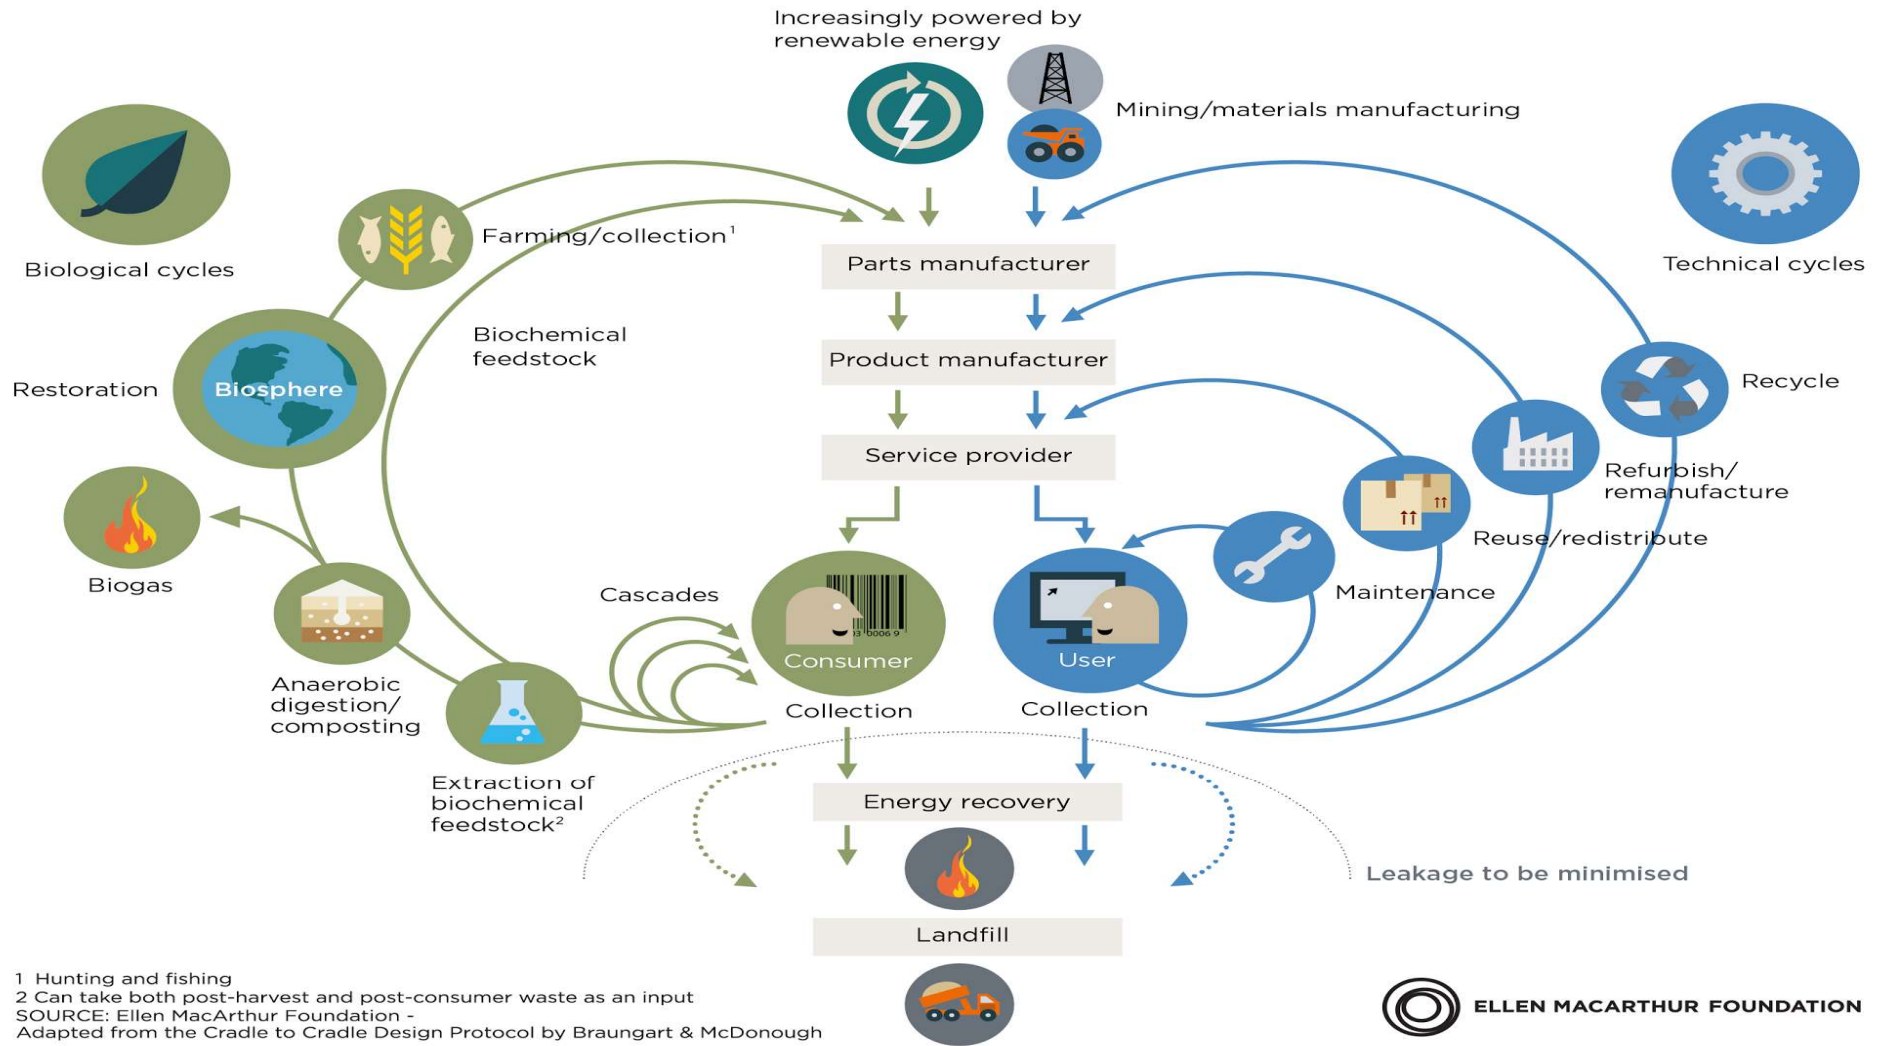 Increasingly powered by
renewable energy
Mining/materials manufacturing
Biological cycles
Technical cycles
Farming/collection¹
Parts manufacturer
Biochemical
feedstock
Product manufacturer
Restoration
Biosphere
Recycle
Service provider
Refurbish/
remanufacture
Reuse/redistribute
Biogas
Cascades
Maintenance
03 00069
Consumer
User
Anaerobic
digestion/
composting
Collection
Collection
Extraction of
biochemical
feedstock²
Energy recovery
Leakage to be minimised
Landfill
1 Hunting and fishing
2 Can take both post-harvest and post-consumer waste as an input
SOURCE: Ellen MacArthur Foundation -
Adapted from the Cradle to Cradle Design Protocol by Braungart & McDonough
ELLEN MACARTHUR FOUNDATION